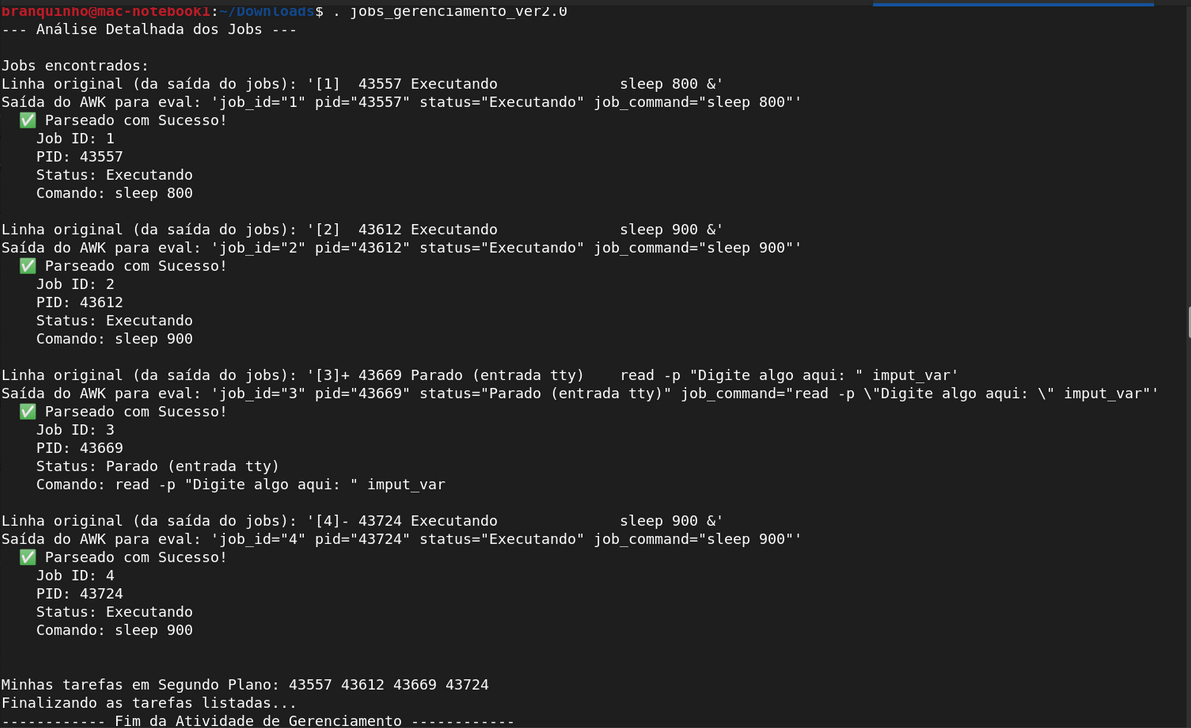 branquinho@mac-notebook1:~/Downloads$ . jobs_gerenciamento_ver2.0
--- Análise Detalhada dos Jobs ---
Jobs encontrados:
Linha original (da saída do jobs): '[1]  43557 Executando              sleep 800 &'
Saída do AWK para eval: 'job_id="1" pid="43557" status="Executando" job_command="sleep 800"'
✅ Parseado com Sucesso!
Job ID: 1
PID: 43557
Status: Executando
Comando: sleep 800
Linha original (da saída do jobs): '[2]  43612 Executando              sleep 900 &'
Saída do AWK para eval: 'job_id="2" pid="43612" status="Executando" job_command="sleep 900"'
✅ Parseado com Sucesso!
Job ID: 2
PID: 43612
Status: Executando
Comando: sleep 900
Linha original (da saída do jobs): '[3]+ 43669 Parado (entrada tty)    read -p "Digite algo aqui: " imput_var'
Saída do AWK para eval: 'job_id="3" pid="43669" status="Parado (entrada tty)" job_command="read -p \"Digite algo aqui: \" imput_var"'
✅ Parseado com Sucesso!
Job ID: 3
PID: 43669
Status: Parado (entrada tty)
Comando: read -p "Digite algo aqui: " imput_var
Linha original (da saída do jobs): '[4]- 43724 Executando              sleep 900 &'
Saída do AWK para eval: 'job_id="4" pid="43724" status="Executando" job_command="sleep 900"'
✅ Parseado com Sucesso!
Job ID: 4
PID: 43724
Status: Executando
Comando: sleep 900
Minhas tarefas em Segundo Plano: 43557 43612 43669 43724
Finalizando as tarefas listadas...
------------ Fim da Atividade de Gerenciamento ------------